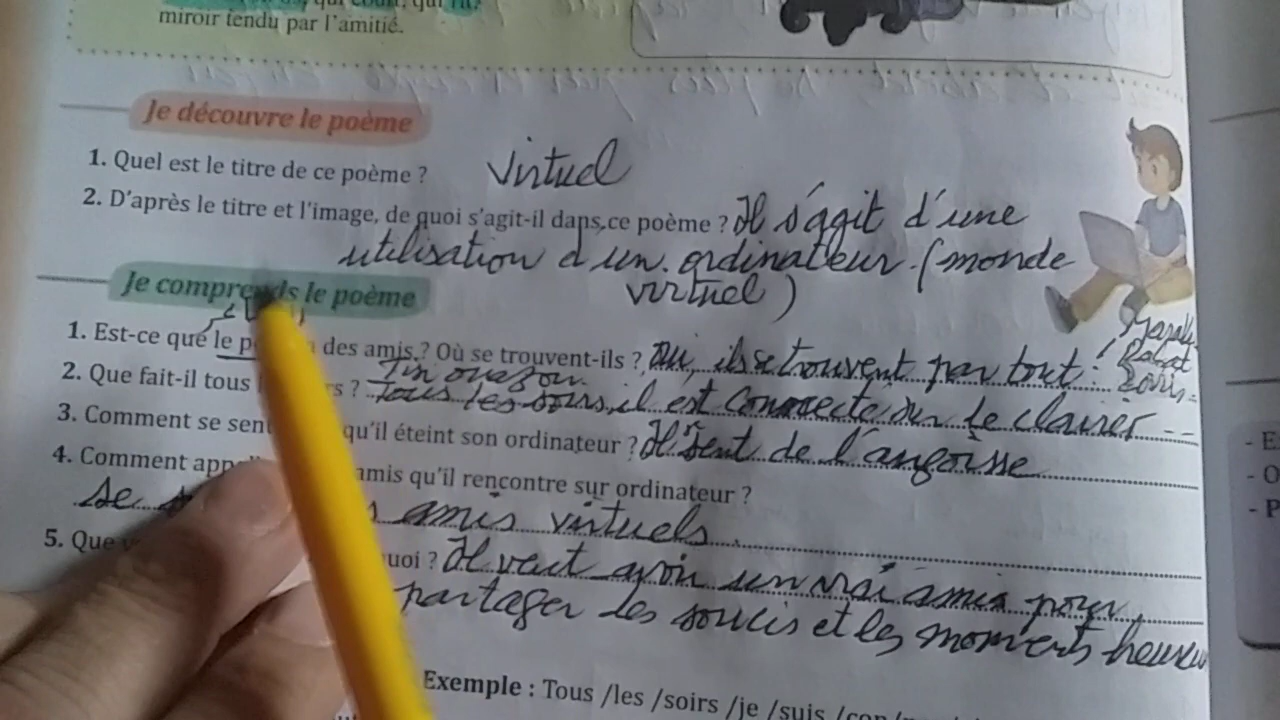 miroir tendu par l'amitié.
Je découvre le poème
1. Quel est le titre de ce poème ? Virtuel
2. D'après le titre et l'image, de quoi s'agit-il dans ce poème ? Il s'agit d'une
utilisation d'un ordinateur. (monde
virtuel)
Je comprends le poème
1. Est-ce que le des amis ? Où se trouvent-ils ? Oui, ils se trouvent par tout :
2. Que fait-il tous ? Tous les soirs, il est connecte sur le
3. Comment se sent qu'il éteint son ordinateur ? Il sent de l'angoisse
4. Comment amis qu'il rencontre sur ordinateur ?
amis virtuels.
5. Que uoi ? Il veut avoir un vrai amis pour
partager les soucis et les moments heureux
Exemple : Tous /les /soirs /je /suis